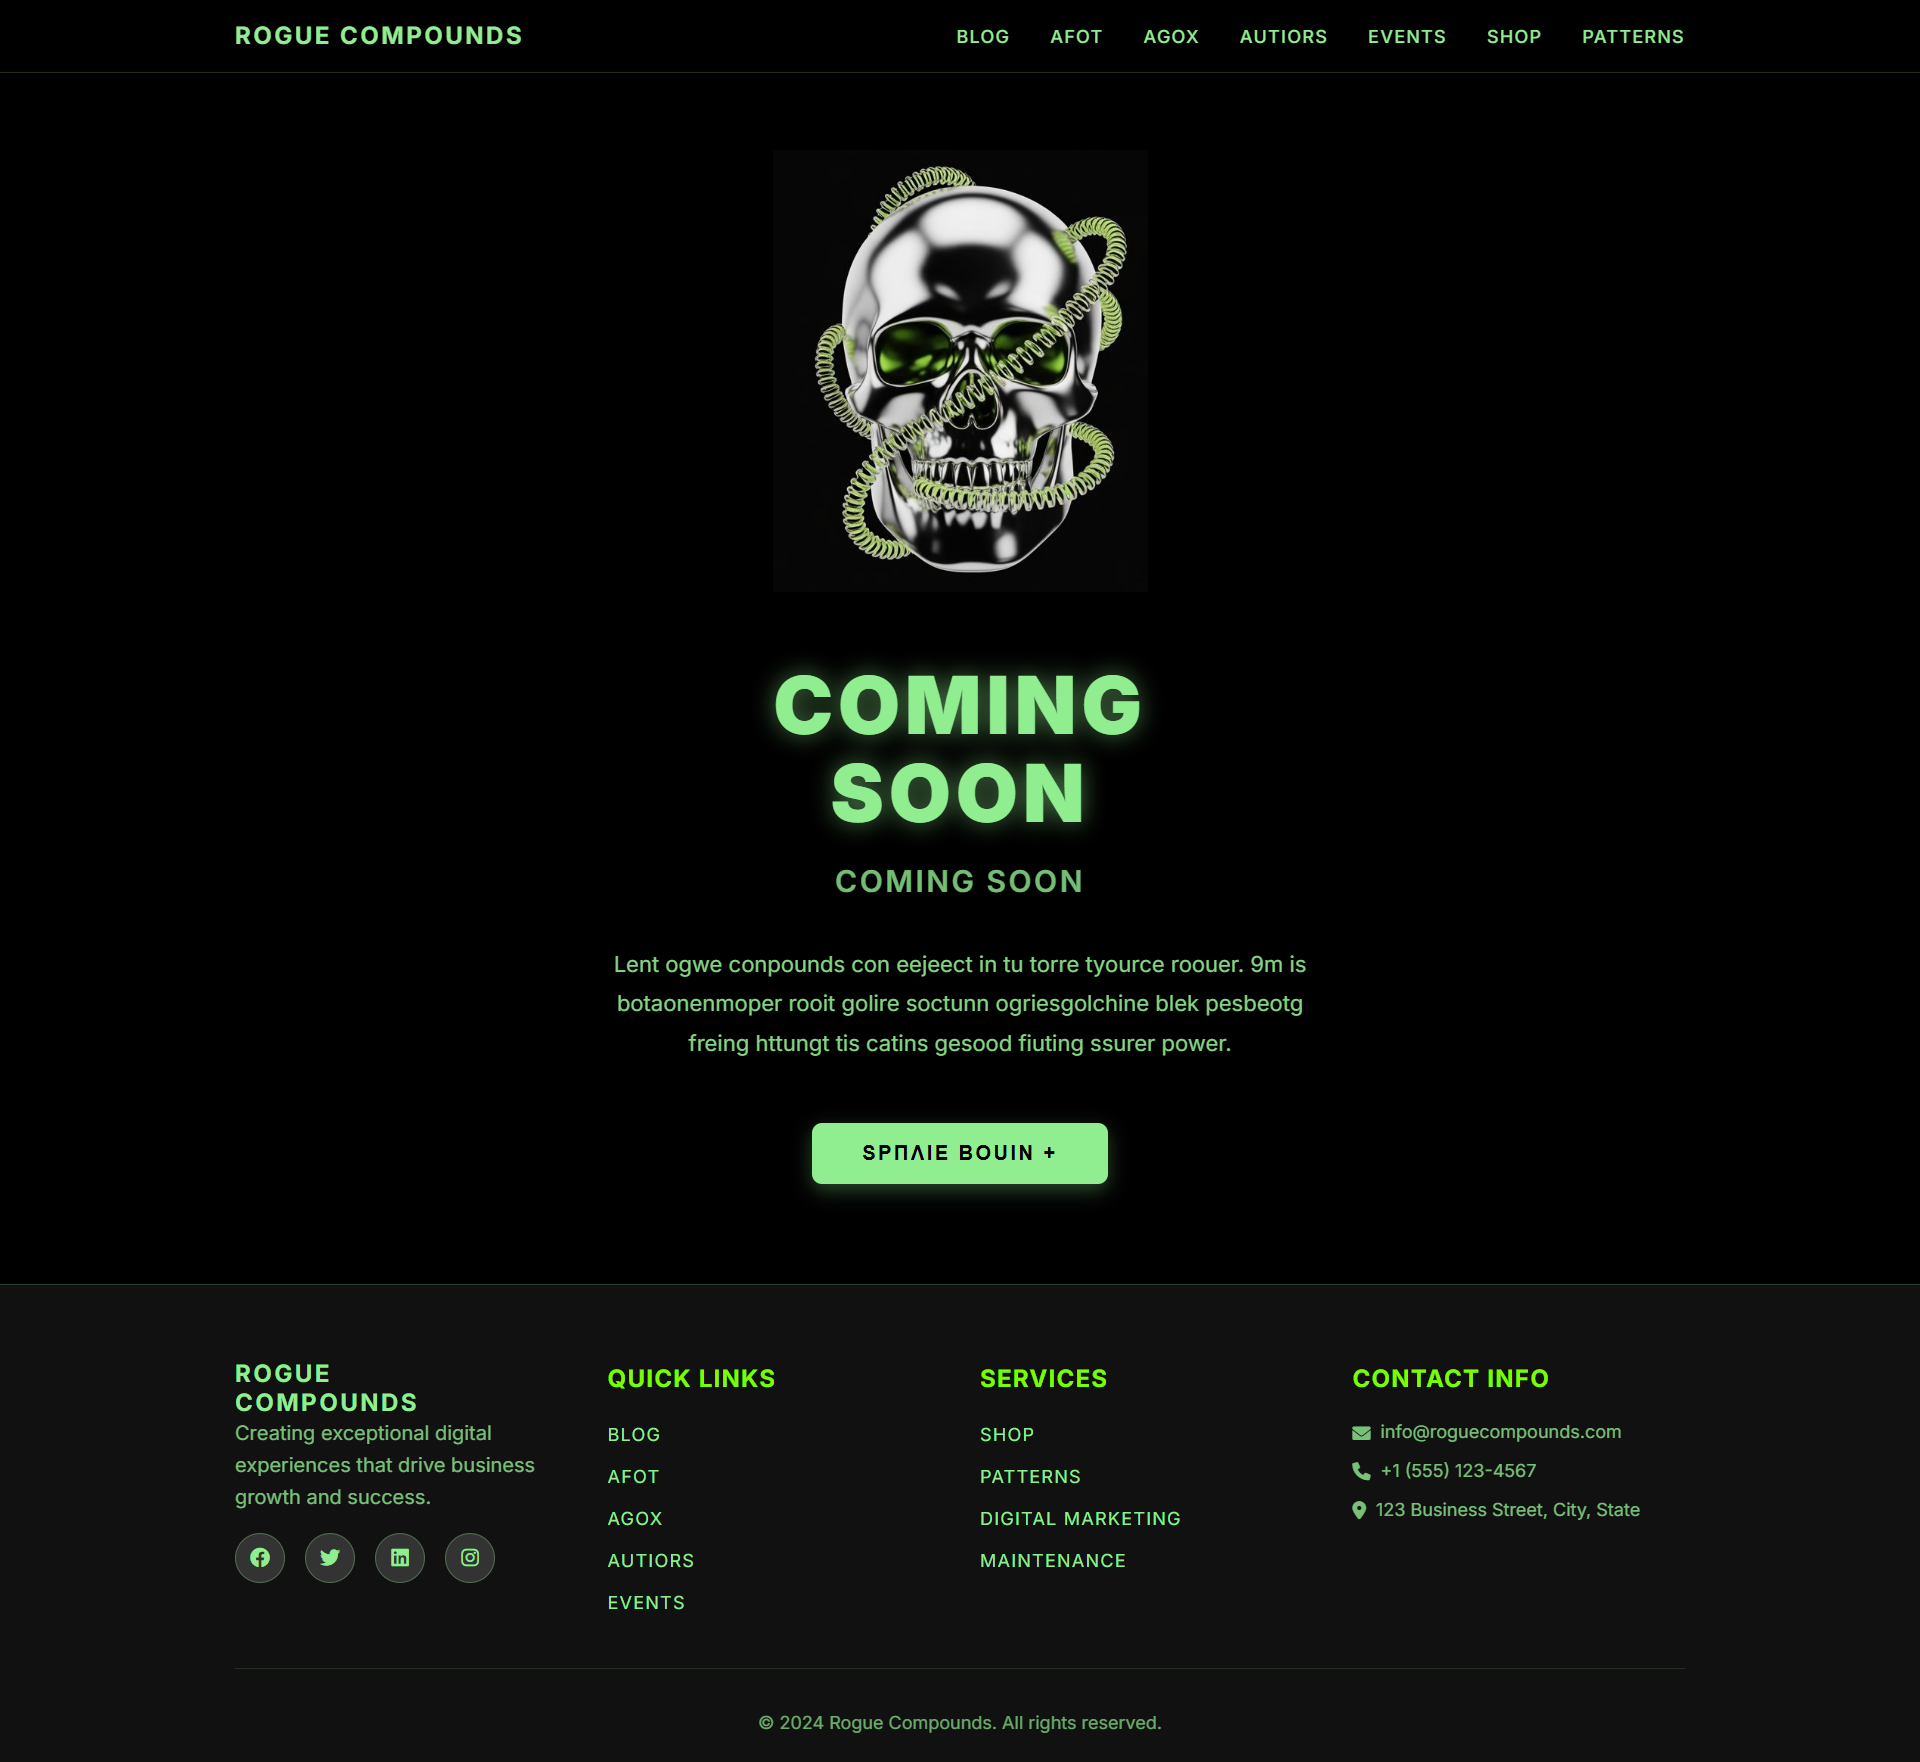 ROGUE COMPOUNDS
BLOG AFOT AGOX AUTIORS EVENTS SHOP PATTERNS
COMING
SOON
COMING SOON
Lent ogwe conpounds con eejeect in tu torre tyource roouer. 9m is
botaonenmoper rooit golire soctunn ogriesgolchine blek pesbeotg
freing httungt tis catins gesood fiuting ssurer power.
SPΠΛIE BOUIN +
ROGUE
COMPOUNDS
Creating exceptional digital
experiences that drive business
growth and success.
QUICK LINKS
BLOG
AFOT
AGOX
AUTIORS
EVENTS
SERVICES
SHOP
PATTERNS
DIGITAL MARKETING
MAINTENANCE
CONTACT INFO
info@roguecompounds.com
+1 (555) 123-4567
123 Business Street, City, State
© 2024 Rogue Compounds. All rights reserved.